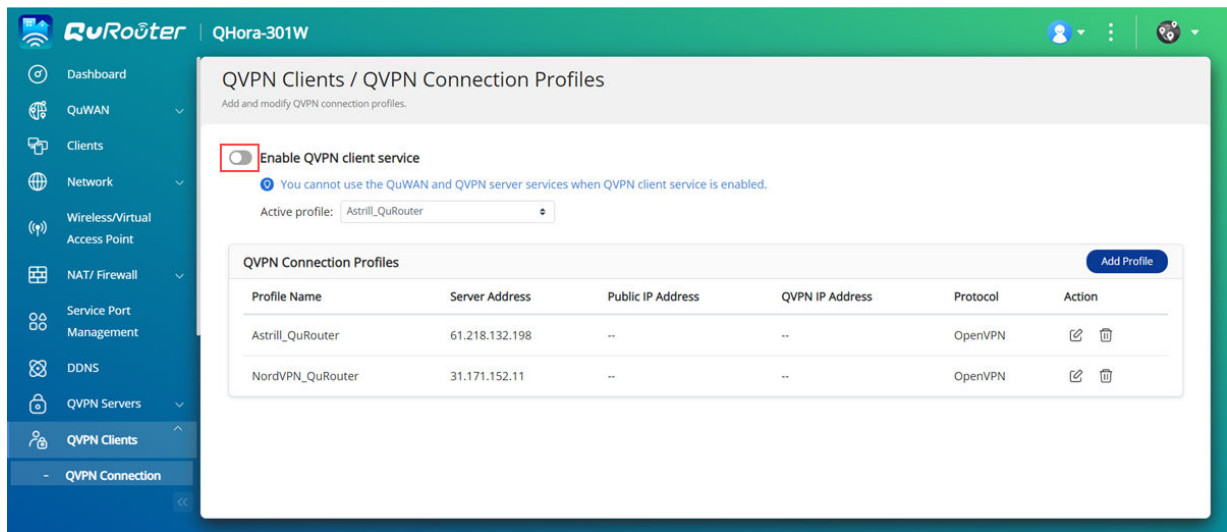 QuRouter QHora-301W
Dashboard
QuWAN
Clients
Network
Wireless/Virtual
Access Point
NAT/ Firewall
Service Port
Management
DDNS
QVPN Servers
QVPN Clients
- QVPN Connection
QVPN Clients / QVPN Connection Profiles
Add and modify QVPN connection profiles.
Enable QVPN client service
You cannot use the QuWAN and QVPN server services when QVPN client service is enabled.
Active profile: Astrill_QuRouter
QVPN Connection Profiles Add Profile
Profile Name Server Address Public IP Address QVPN IP Address Protocol Action
Astrill_QuRouter 61.218.132.198 -- -- OpenVPN
NordVPN_QuRouter 31.171.152.11 -- -- OpenVPN